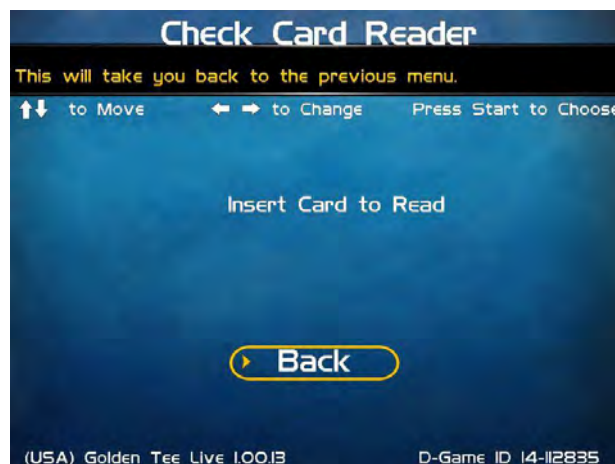 Check Card Reader
This will take you back to the previous menu.
to Move to Change Press Start to Choose
Insert Card to Read
Back
(USA) Golden Tee Live 1.00.13 D-Game ID 14-112835